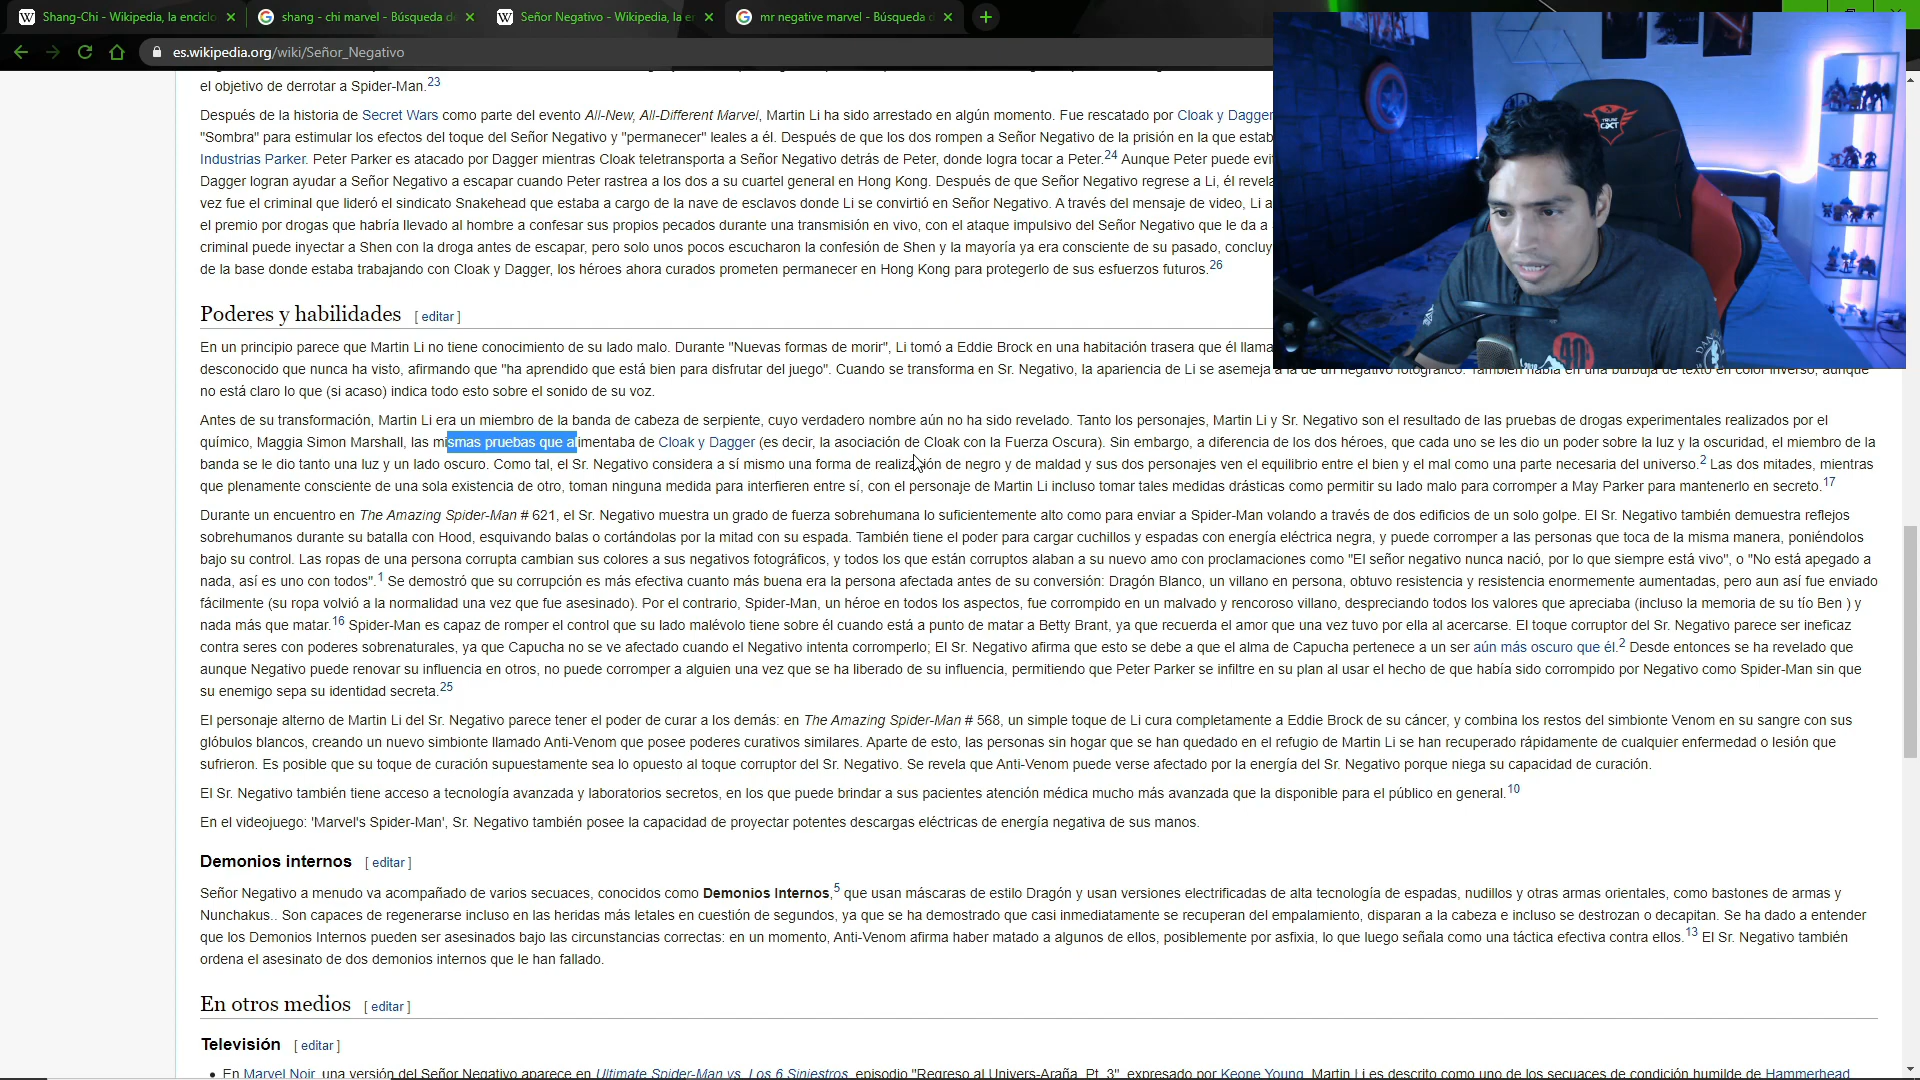 Shang-Chi - Wikipedia, la enciclo
shang - chi marvel - Búsqueda de
Señor Negativo - Wikipedia, la en
mr negative marvel - Búsqueda d
es.wikipedia.org/wiki/Señor_Negativo
el objetivo de derrotar a Spider-Man.23
Después de la historia de Secret Wars como parte del evento All-New, All-Different Marvel, Martin Li ha sido arrestado en algún momento. Fue rescatado por Cloak y Dagger
"Sombra" para estimular los efectos del toque del Señor Negativo y "permanecer" leales a él. Después de que los dos rompen a Señor Negativo de la prisión en la que estab
Industrias Parker. Peter Parker es atacado por Dagger mientras Cloak teletransporta a Señor Negativo detrás de Peter, donde logra tocar a Peter.24 Aunque Peter puede evi
Dagger logran ayudar a Señor Negativo a escapar cuando Peter rastrea a los dos a su cuartel general en Hong Kong. Después de que Señor Negativo regrese a Li, él revela
vez fue el criminal que lideró el sindicato Snakehead que estaba a cargo de la nave de esclavos donde Li se convirtió en Señor Negativo. A través del mensaje de video, Li a
el premio por drogas que habría llevado al hombre a confesar sus propios pecados durante una transmisión en vivo, con el ataque impulsivo del Señor Negativo que le da a
criminal puede inyectar a Shen con la droga antes de escapar, pero solo unos pocos escucharon la confesión de Shen y la mayoría ya era consciente de su pasado, concluy
de la base donde estaba trabajando con Cloak y Dagger, los héroes ahora curados prometen permanecer en Hong Kong para protegerlo de sus esfuerzos futuros.26
Poderes y habilidades [ editar ]
En un principio parece que Martin Li no tiene conocimiento de su lado malo. Durante "Nuevas formas de morir", Li tomó a Eddie Brock en una habitación trasera que él llama
desconocido que nunca ha visto, afirmando que "ha aprendido que está bien para disfrutar del juego". Cuando se transforma en Sr. Negativo, la apariencia de Li se asemeja a la de un negativo fotográfico. También había en una burbuja de texto en color inverso, aunque
no está claro lo que (si acaso) indica todo esto sobre el sonido de su voz.
Antes de su transformación, Martin Li era un miembro de la banda de cabeza de serpiente, cuyo verdadero nombre aún no ha sido revelado. Tanto los personajes, Martin Li y Sr. Negativo son el resultado de las pruebas de drogas experimentales realizados por el
químico, Maggia Simon Marshall, las mismas pruebas que alimentaba de Cloak y Dagger (es decir, la asociación de Cloak con la Fuerza Oscura). Sin embargo, a diferencia de los dos héroes, que cada uno se les dio un poder sobre la luz y la oscuridad, el miembro de la
banda se le dio tanto una luz y un lado oscuro. Como tal, el Sr. Negativo considera a sí mismo una forma de realización de negro y de maldad y sus dos personajes ven el equilibrio entre el bien y el mal como una parte necesaria del universo.2 Las dos mitades, mientras
que plenamente consciente de una sola existencia de otro, toman ninguna medida para interfieren entre sí, con el personaje de Martin Li incluso tomar tales medidas drásticas como permitir su lado malo para corromper a May Parker para mantenerlo en secreto.17
Durante un encuentro en The Amazing Spider-Man # 621, el Sr. Negativo muestra un grado de fuerza sobrehumana lo suficientemente alto como para enviar a Spider-Man volando a través de dos edificios de un solo golpe. El Sr. Negativo también demuestra reflejos
sobrehumanos durante su batalla con Hood, esquivando balas o cortándolas por la mitad con su espada. También tiene el poder para cargar cuchillos y espadas con energía eléctrica negra, y puede corromper a las personas que toca de la misma manera, poniéndolos
bajo su control. Las ropas de una persona corrupta cambian sus colores a sus negativos fotográficos, y todos los que están corruptos alaban a su nuevo amo con proclamaciones como "El señor negativo nunca nació, por lo que siempre está vivo", o "No está apegado a
nada, así es uno con todos".1 Se demostró que su corrupción es más efectiva cuanto más buena era la persona afectada antes de su conversión: Dragón Blanco, un villano en persona, obtuvo resistencia y resistencia enormemente aumentadas, pero aun así fue enviado
fácilmente (su ropa volvió a la normalidad una vez que fue asesinado). Por el contrario, Spider-Man, un héroe en todos los aspectos, fue corrompido en un malvado y rencoroso villano, despreciando todos los valores que apreciaba (incluso la memoria de su tío Ben ) y
nada más que matar.16 Spider-Man es capaz de romper el control que su lado malévolo tiene sobre él cuando está a punto de matar a Betty Brant, ya que recuerda el amor que una vez tuvo por ella al acercarse. El toque corruptor del Sr. Negativo parece ser ineficaz
contra seres con poderes sobrenaturales, ya que Capucha no se ve afectado cuando el Negativo intenta corromperlo; El Sr. Negativo afirma que esto se debe a que el alma de Capucha pertenece a un ser aún más oscuro que él.2 Desde entonces se ha revelado que
aunque Negativo puede renovar su influencia en otros, no puede corromper a alguien una vez que se ha liberado de su influencia, permitiendo que Peter Parker se infiltre en su plan al usar el hecho de que había sido corrompido por Negativo como Spider-Man sin que
su enemigo sepa su identidad secreta.25
El personaje alterno de Martin Li del Sr. Negativo parece tener el poder de curar a los demás: en The Amazing Spider-Man # 568, un simple toque de Li cura completamente a Eddie Brock de su cáncer, y combina los restos del simbionte Venom en su sangre con sus
glóbulos blancos, creando un nuevo simbionte llamado Anti-Venom que posee poderes curativos similares. Aparte de esto, las personas sin hogar que se han quedado en el refugio de Martin Li se han recuperado rápidamente de cualquier enfermedad o lesión que
sufrieron. Es posible que su toque de curación supuestamente sea lo opuesto al toque corruptor del Sr. Negativo. Se revela que Anti-Venom puede verse afectado por la energía del Sr. Negativo porque niega su capacidad de curación.
El Sr. Negativo también tiene acceso a tecnología avanzada y laboratorios secretos, en los que puede brindar a sus pacientes atención médica mucho más avanzada que la disponible para el público en general.10
En el videojuego: 'Marvel's Spider-Man', Sr. Negativo también posee la capacidad de proyectar potentes descargas eléctricas de energía negativa de sus manos.
Demonios internos [ editar ]
Señor Negativo a menudo va acompañado de varios secuaces, conocidos como Demonios Internos,5 que usan máscaras de estilo Dragón y usan versiones electrificadas de alta tecnología de espadas, nudillos y otras armas orientales, como bastones de armas y
Nunchakus.. Son capaces de regenerarse incluso en las heridas más letales en cuestión de segundos, ya que se ha demostrado que casi inmediatamente se recuperan del empalamiento, disparan a la cabeza e incluso se destrozan o decapitan. Se ha dado a entender
que los Demonios Internos pueden ser asesinados bajo las circunstancias correctas: en un momento, Anti-Venom afirma haber matado a algunos de ellos, posiblemente por asfixia, lo que luego señala como una táctica efectiva contra ellos.13 El Sr. Negativo también
ordena el asesinato de dos demonios internos que le han fallado.
En otros medios [ editar ]
Televisión [ editar ]
• En Marvel Noir, una versión del Señor Negativo aparece en Ultimate Spider-Man vs. Los 6 Siniestros, episodio "Regreso al Univers-Araña, Pt. 3", expresado por Keone Young. Martin Li es descrito como uno de los secuaces de condición humilde de Hammerhead